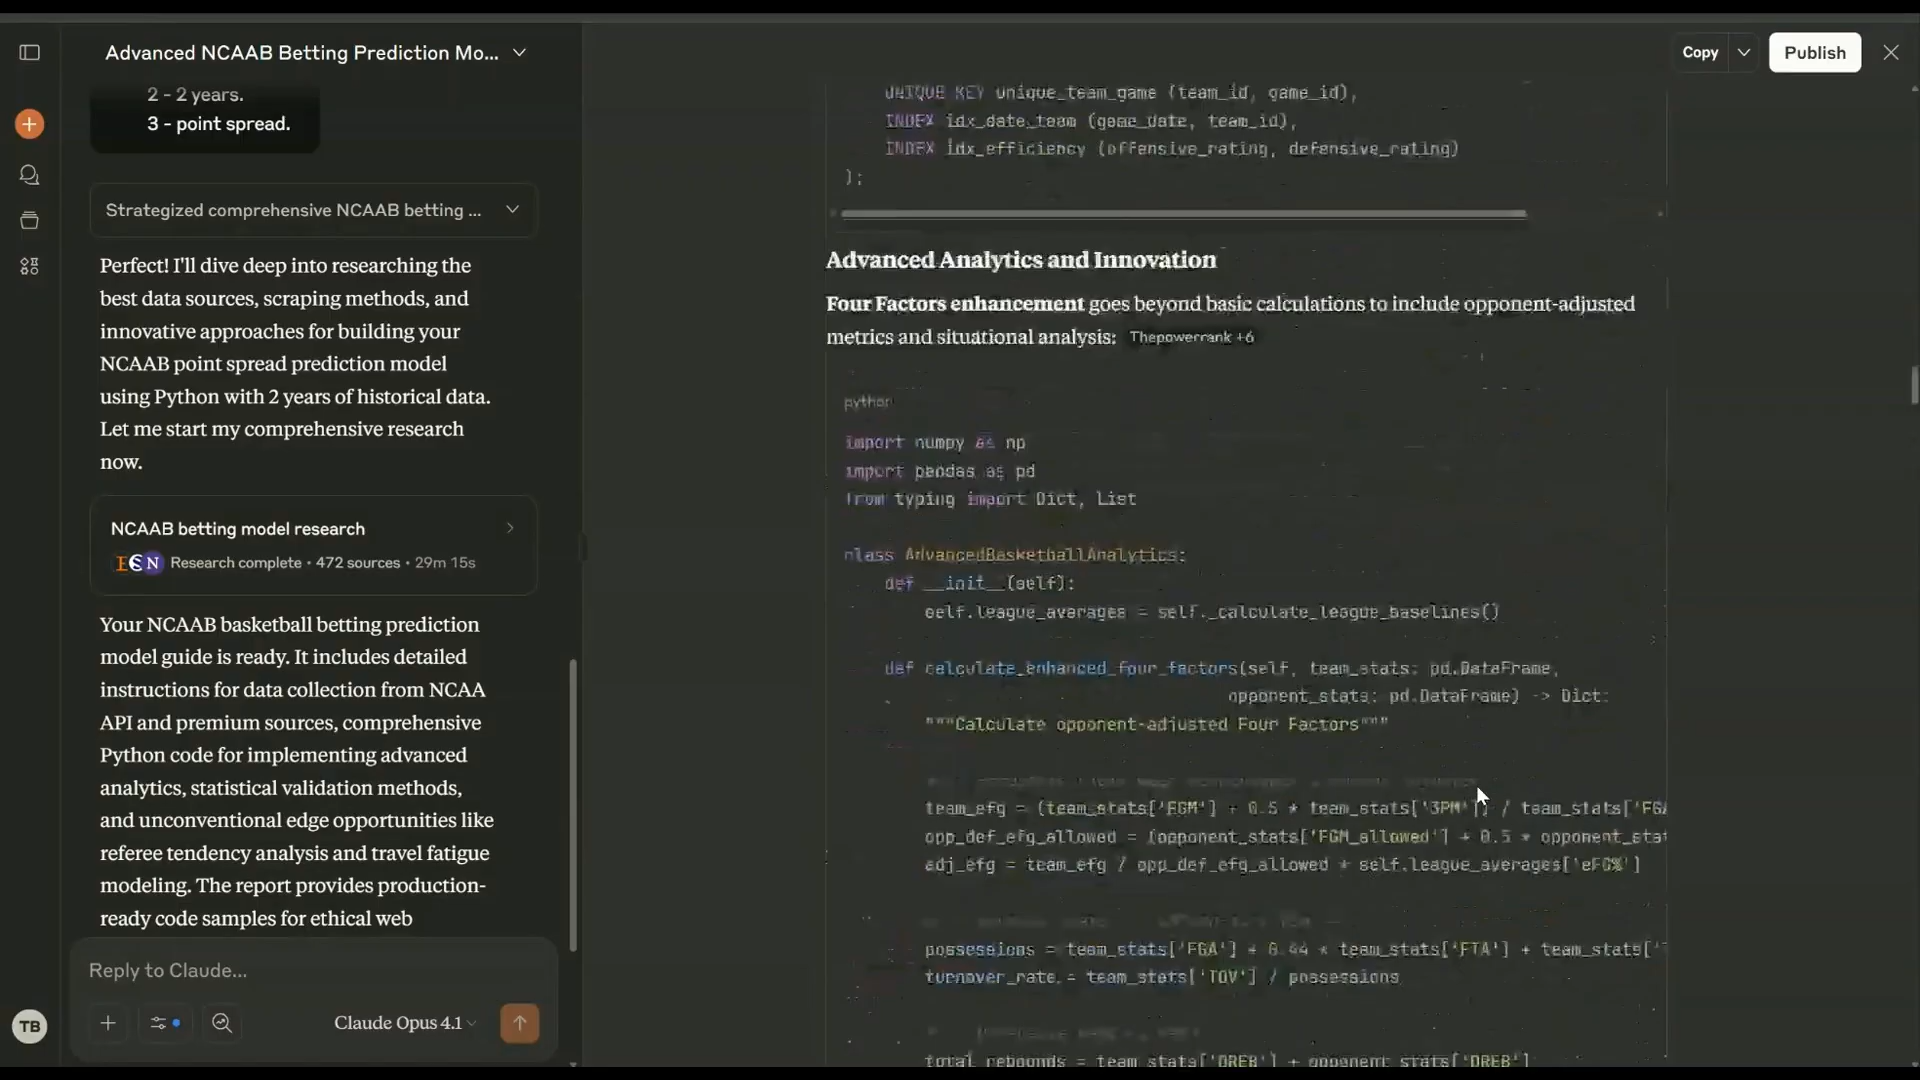 Advanced NCAAB Betting Prediction Mo...
2 - 2 years.
3 - point spread.
Strategized comprehensive NCAAB betting ...
Perfect! I'll dive deep into researching the
best data sources, scraping methods, and
innovative approaches for building your
NCAAB point spread prediction model
using Python with 2 years of historical data.
Let me start my comprehensive research
now.
NCAAB betting model research
Research complete • 472 sources • 29m 15s
Your NCAAB basketball betting prediction
model guide is ready. It includes detailed
instructions for data collection from NCAA
API and premium sources, comprehensive
Python code for implementing advanced
analytics, statistical validation methods,
and unconventional edge opportunities like
referee tendency analysis and travel fatigue
modeling. The report provides production-
ready code samples for ethical web
Reply to Claude...
Claude Opus 4.1
TB
Copy
Publish
UNIQUE KEY unique_team_game (team_id, game_id),
INDEX idx_date_team (game_date, team_id),
INDEX idx_efficiency (offensive_rating, defensive_rating)
);
Advanced Analytics and Innovation
Four Factors enhancement goes beyond basic calculations to include opponent-adjusted
metrics and situational analysis: Thepowerrank +6
python
import numpy as np
import pandas as pd
from typing import Dict, List
class AdvancedBasketballAnalytics:
def __init__(self):
self.league_averages = self._calculate_league_baselines()
def calculate_enhanced_four_factors(self, team_stats: pd.DataFrame,
opponent_stats: pd.DataFrame) -> Dict:
"""Calculate opponent-adjusted Four Factors"""
team_efg = (team_stats['FGM'] + 0.5 * team_stats['3PM']) / team_stats['FGA
opp_def_efg_allowed = (opponent_stats['FGM_allowed'] + 0.5 * opponent_stat
adj_efg = team_efg / opp_def_efg_allowed * self.league_averages['eFG%']
possessions = team_stats['FGA'] + 0.44 * team_stats['FTA'] + team_stats['
turnover_rate = team_stats['TOV'] / possessions
total_rebounds = team_stats['DREB'] + opponent_stats['DREB']